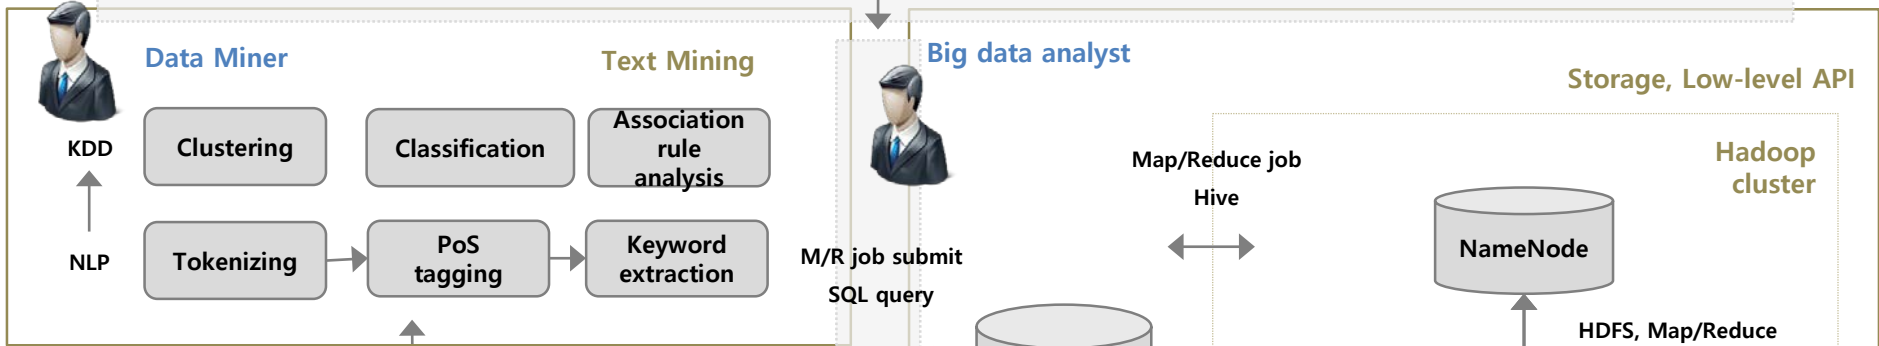 Data Miner
Text Mining
KDD
Clustering
Classification
Association
rule
analysis
NLP
Tokenizing
PoS
tagging
Keyword
extraction
M/R job submit
SQL query
Big data analyst
Storage, Low-level API
Map/Reduce job
Hive
Hadoop
cluster
NameNode
HDFS, Map/Reduce